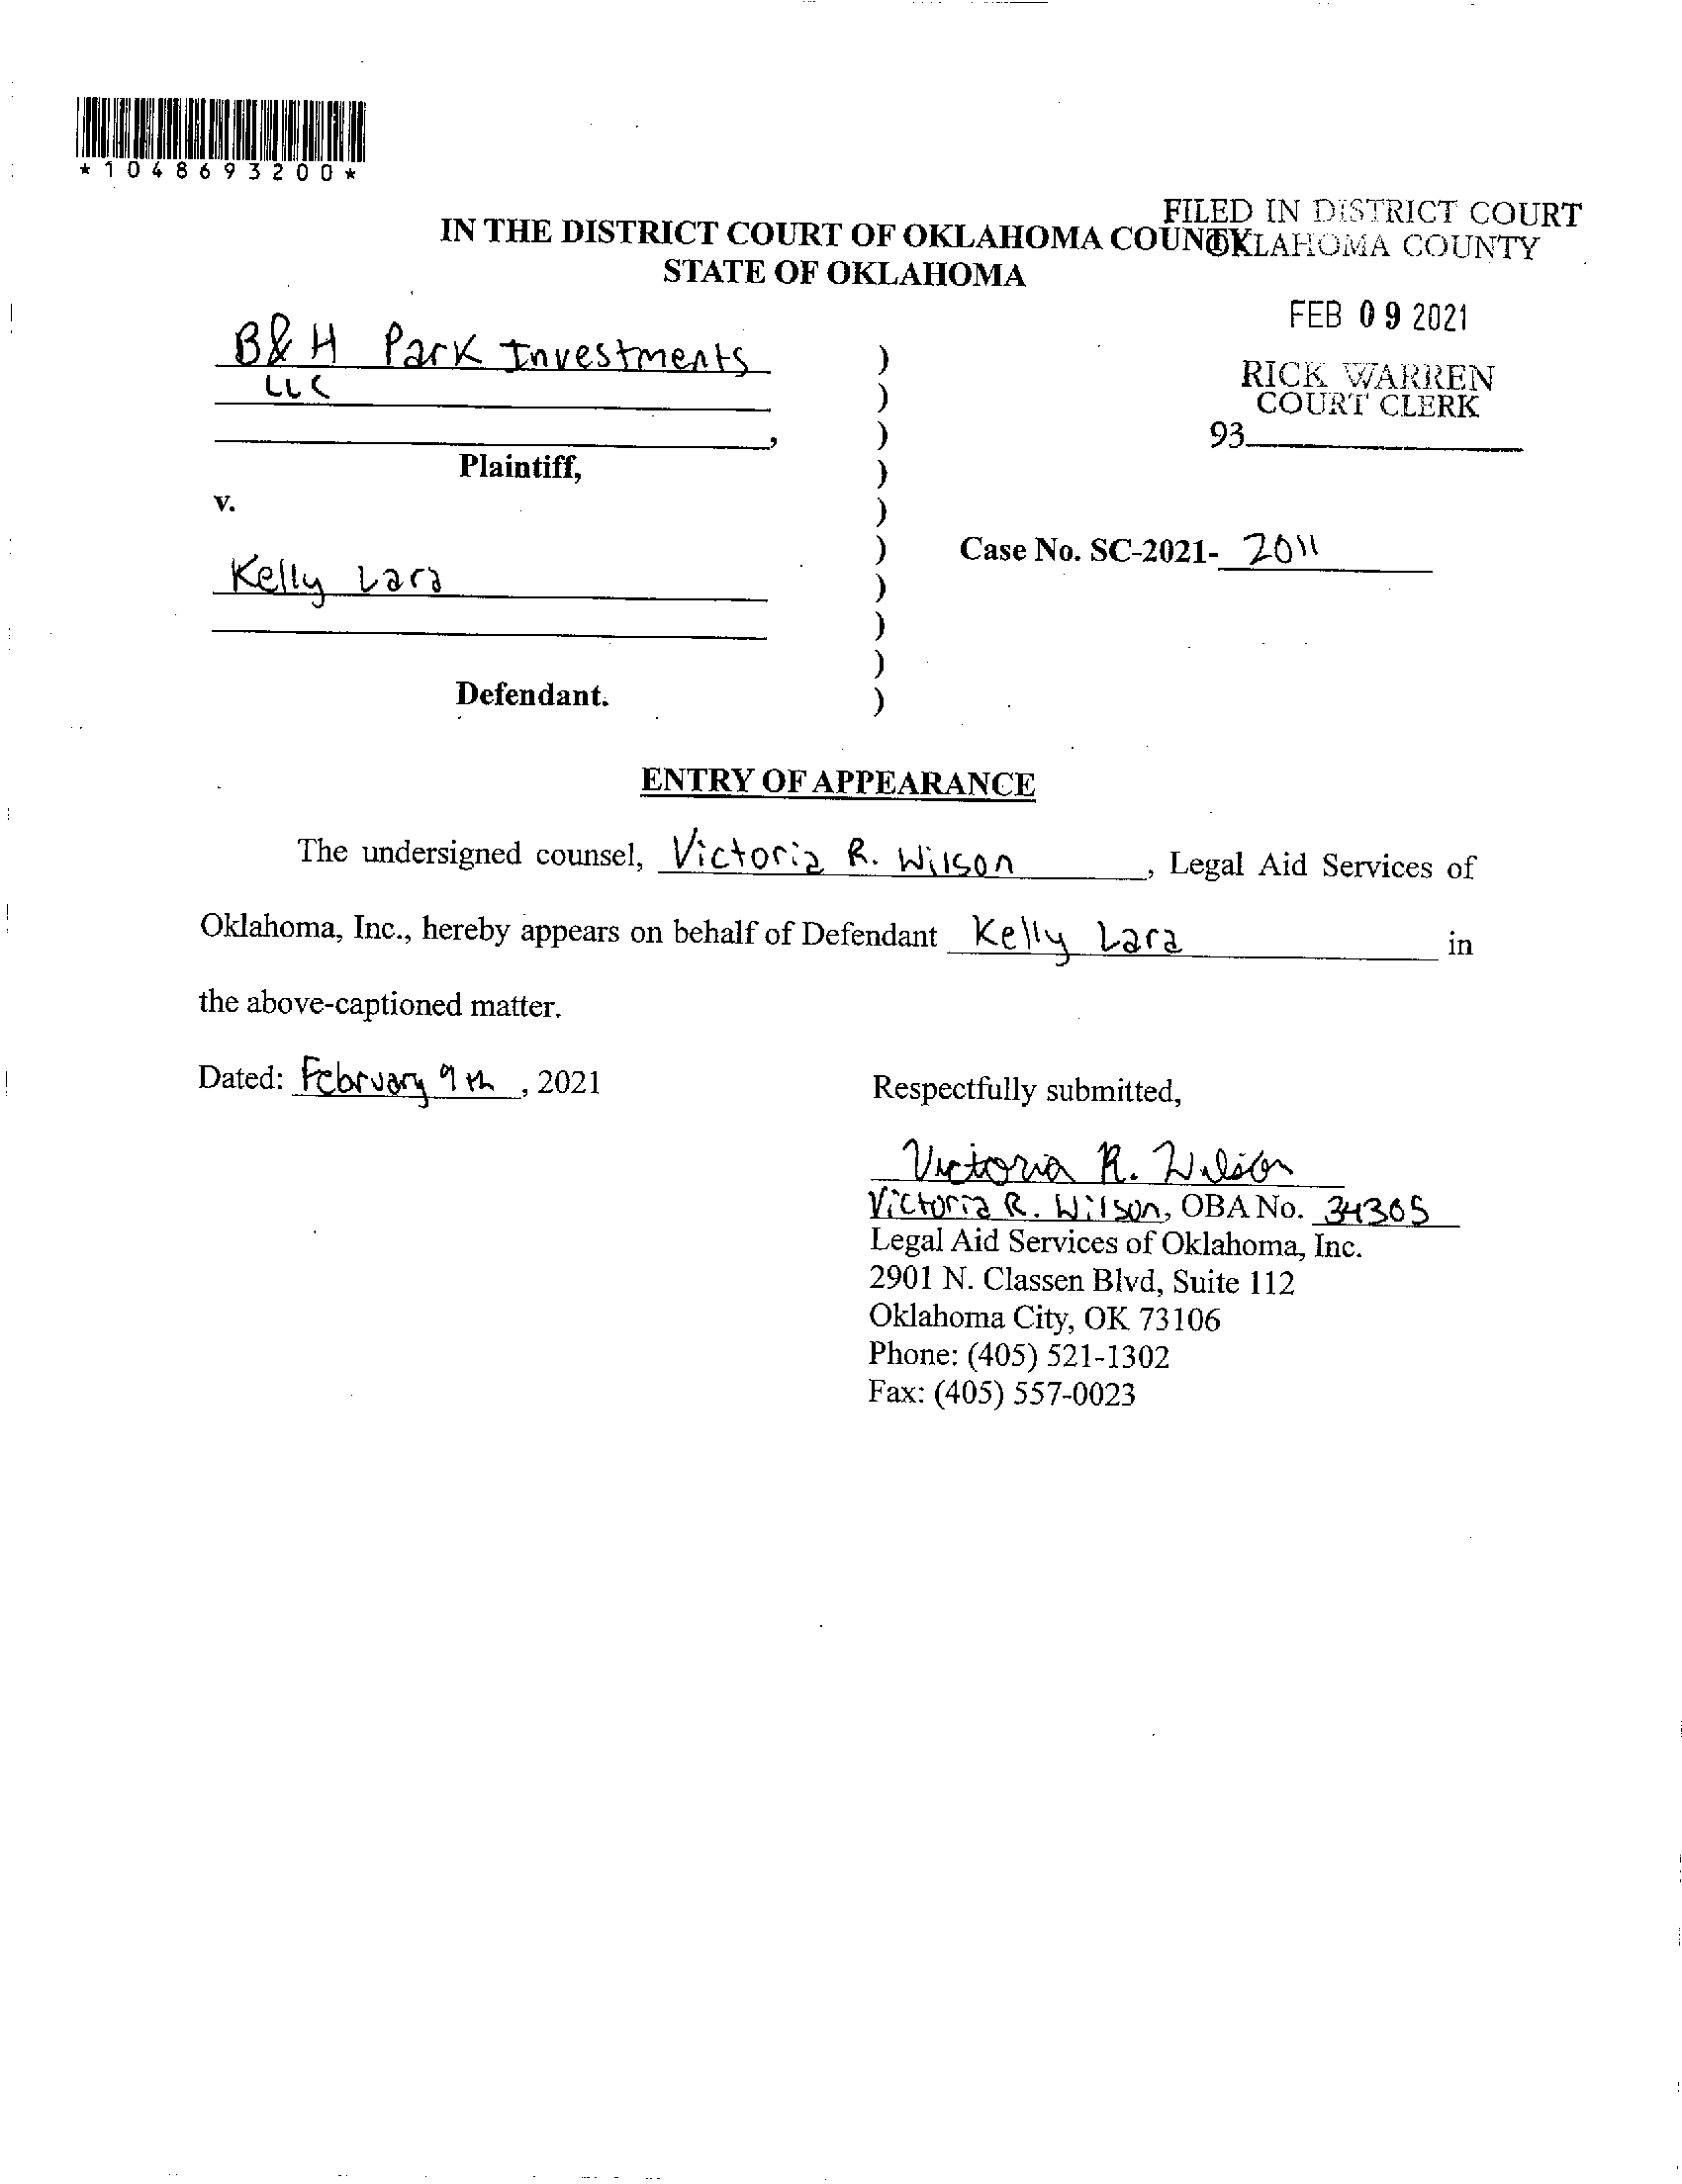 *1048693200*
FILED IN DISTRICT COURT
IN THE DISTRICT COURT OF OKLAHOMA COUNTY
OKLAHOMA COUNTY
STATE OF OKLAHOMA
FEB 09 2021
B&H Park Investments )
RICK WARREN
LLC )
COURT CLERK
, )
93
Plaintiff, )
v. )
) Case No. SC-2021- 2011
Kelly Lara )
)
)
Defendant. )
ENTRY OF APPEARANCE
The undersigned counsel, Victoria R. Wilson, Legal Aid Services of
Oklahoma, Inc., hereby appears on behalf of Defendant Kelly Lara in
the above-captioned matter.
Dated: February 9th, 2021
Respectfully submitted,
Victoria R. Wilson
Victoria R. Wilson, OBA No. 34305
Legal Aid Services of Oklahoma, Inc.
2901 N. Classen Blvd, Suite 112
Oklahoma City, OK 73106
Phone: (405) 521-1302
Fax: (405) 557-0023